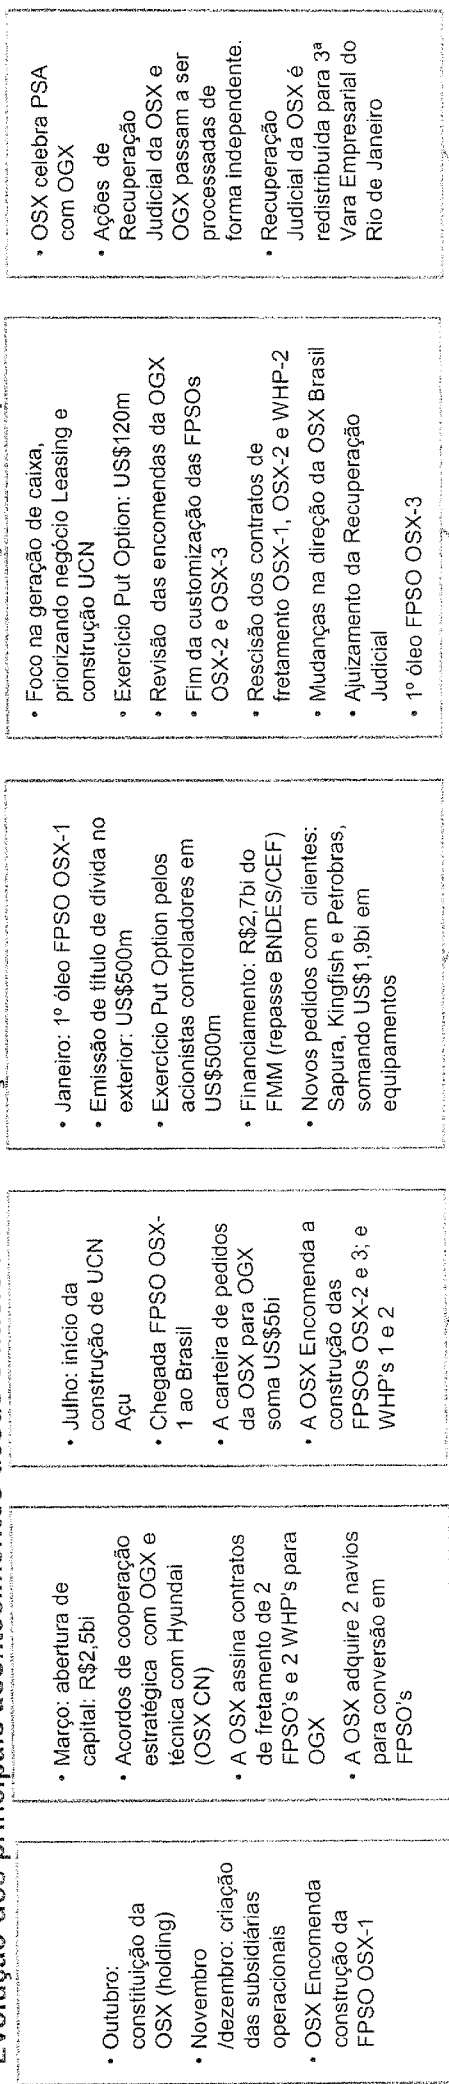 Evolução dos principais
• Outubro:
constituição da
OSX (holding)
• Novembro
/dezembro: criação
das subsidiárias
operacionais
• OSX Encomenda
construção da
FPSO OSX-1
• Março: abertura de
capital: R$2,5bi
• Acordos de cooperação
estratégica com OGX e
técnica com Hyundai
(OSX CN)
• A OSX assina contratos
de fretamento de 2
FPSO's e 2 WHP's para
OGX
• A OSX adquire 2 navios
para conversão em
FPSO's
• Julho: início da
construção de UCN
Açu
• Chegada FPSO OSX-
1 ao Brasil
• A carteira de pedidos
da OSX para OGX
soma US$5bi
• A OSX Encomenda a
construção das
FPSOs OSX-2 e 3; e
WHP's 1 e 2
• Janeiro: 1º óleo FPSO OSX-1
• Emissão de título de dívida no
exterior: US$500m
• Exercício Put Option pelos
acionistas controladores em
US$500m
• Financiamento: R$2,7bi do
FMM (repasse BNDES/CEF)
• Novos pedidos com clientes:
Sapura, Kingfish e Petrobras,
somando US$1,9bi em
equipamentos
• Foco na geração de caixa,
priorizando negócio Leasing e
construção UCN
• Exercício Put Option: US$120m
• Revisão das encomendas da OGX
• Fim da customização das FPSOs
OSX-2 e OSX-3
• Rescisão dos contratos de
fretamento OSX-1, OSX-2 e WHP-2
• Mudanças na direção da OSX Brasil
• Ajuizamento da Recuperação
Judicial
• 1º óleo FPSO OSX-3
• OSX celebra PSA
com OGX
• Ações de
Recuperação
Judicial da OSX e
OGX passam a ser
processadas de
forma independente.
• Recuperação
Judicial da OSX é
redistribuída para 3ª
Vara Empresarial do
Rio de Janeiro